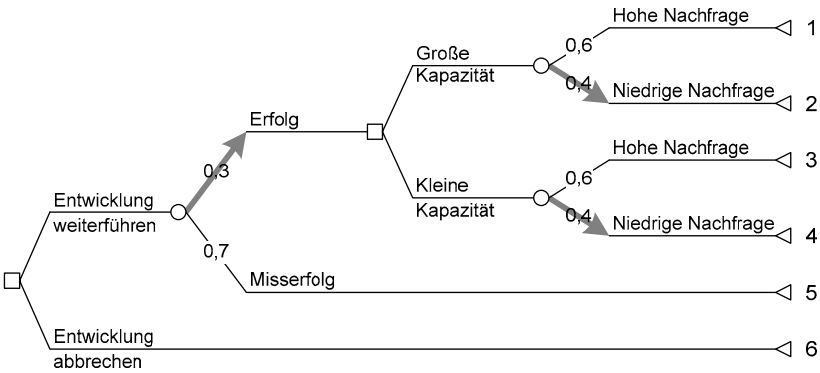 Hohe Nachfrage
1
0,6
Große
Kapazität
0,4
Niedrige Nachfrage
2
Erfolg
0,3
Hohe Nachfrage
3
0,6
Kleine
Kapazität
0,4
Niedrige Nachfrage
4
Entwicklung
weiterführen
0,7
Misserfolg
5
Entwicklung
abbrechen
6